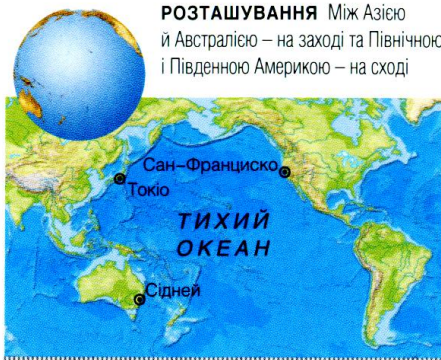 РОЗТАШУВАННЯ Між Азією
й Австралією – на заході та Північною
і Південною Америкою – на сході
Сан-Франциско
Токіо
ТИХИЙ
ОКЕАН
Сідней